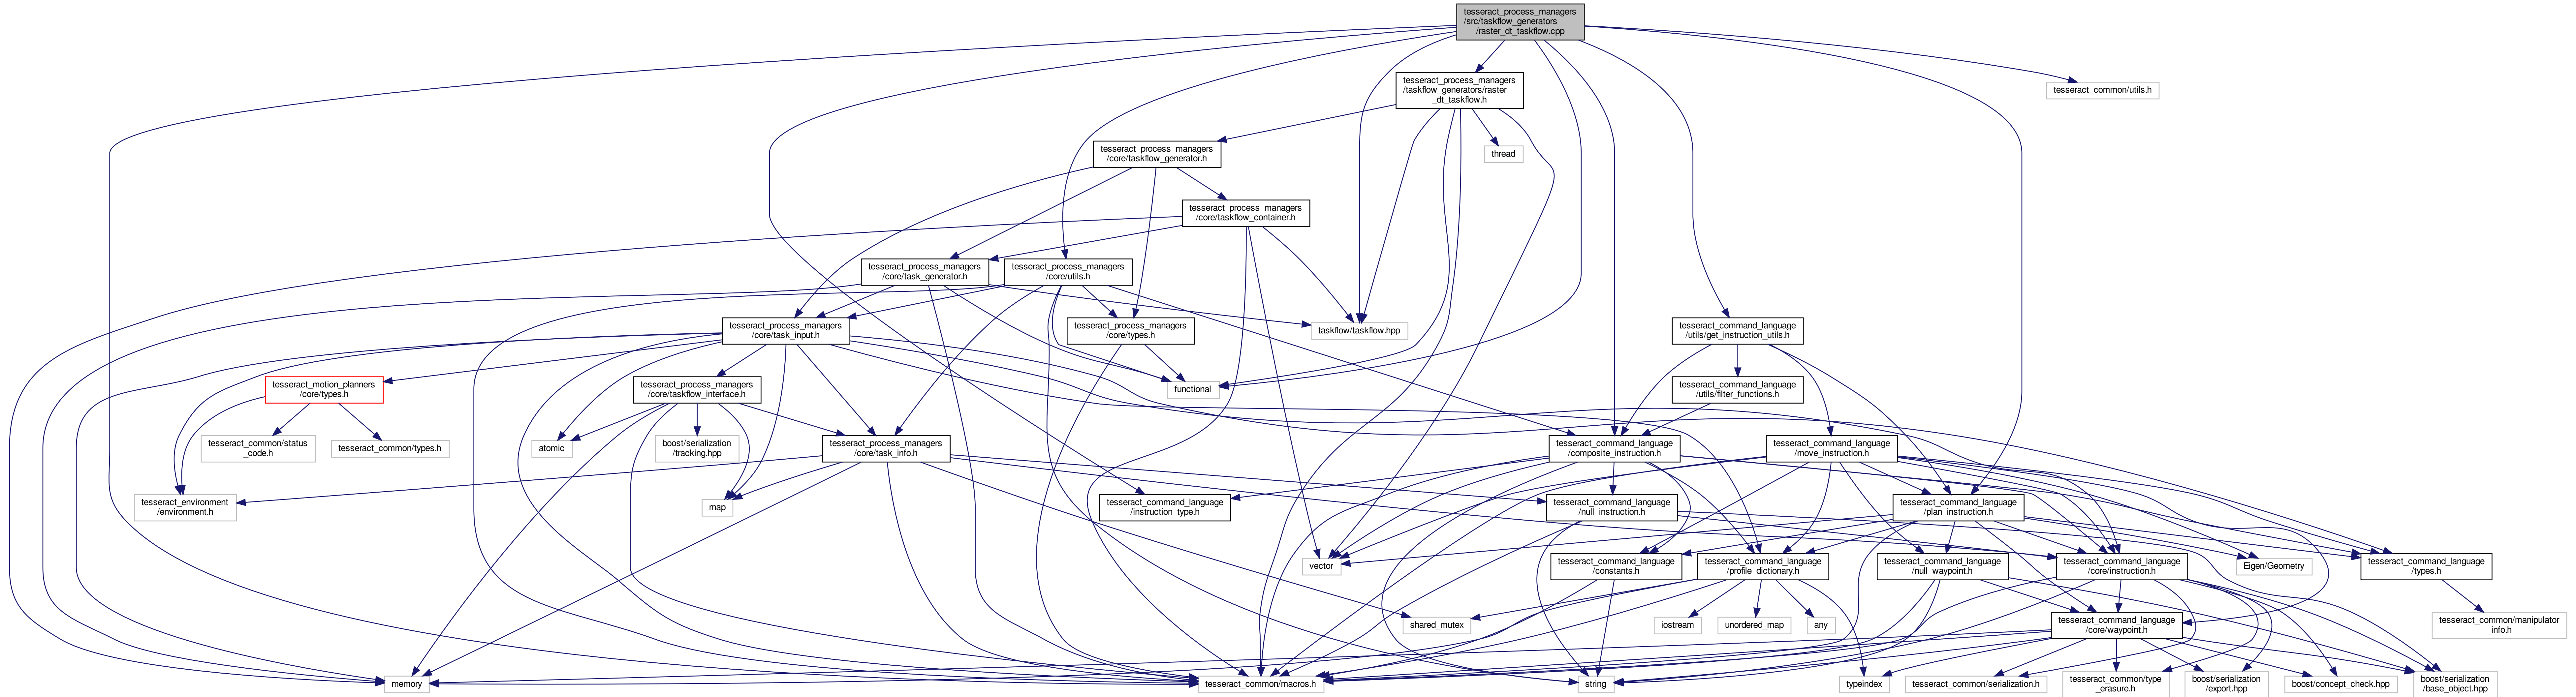 tesseract_process_managers
/src/taskflow_generators
/raster_dt_taskflow.cpp
tesseract_process_managers
/taskflow_generators/raster
_dt_taskflow.h
tesseract_common/utils.h
tesseract_process_managers
/core/taskflow_generator.h
thread
tesseract_process_managers
/core/taskflow_container.h
tesseract_process_managers
/core/task_generator.h
tesseract_process_managers
/core/utils.h
tesseract_process_managers
/core/task_input.h
tesseract_process_managers
/core/types.h
taskflow/taskflow.hpp
tesseract_command_language
/utils/get_instruction_utils.h
tesseract_motion_planners
/core/types.h
tesseract_process_managers
/core/taskflow_interface.h
functional
tesseract_command_language
/utils/filter_functions.h
tesseract_common/status
_code.h
tesseract_common/types.h
atomic
boost/serialization
/tracking.hpp
tesseract_process_managers
/core/task_info.h
tesseract_command_language
/composite_instruction.h
tesseract_command_language
/move_instruction.h
tesseract_environment
/environment.h
map
tesseract_command_language
/instruction_type.h
tesseract_command_language
/null_instruction.h
tesseract_command_language
/plan_instruction.h
vector
tesseract_command_language
/constants.h
tesseract_command_language
/profile_dictionary.h
tesseract_command_language
/null_waypoint.h
tesseract_command_language
/core/instruction.h
Eigen/Geometry
tesseract_command_language
/types.h
shared_mutex
iostream
unordered_map
any
tesseract_command_language
/core/waypoint.h
tesseract_common/manipulator
_info.h
memory
tesseract_common/macros.h
string
typeindex
tesseract_common/serialization.h
tesseract_common/type
_erasure.h
boost/serialization
/export.hpp
boost/concept_check.hpp
boost/serialization
/base_object.hpp